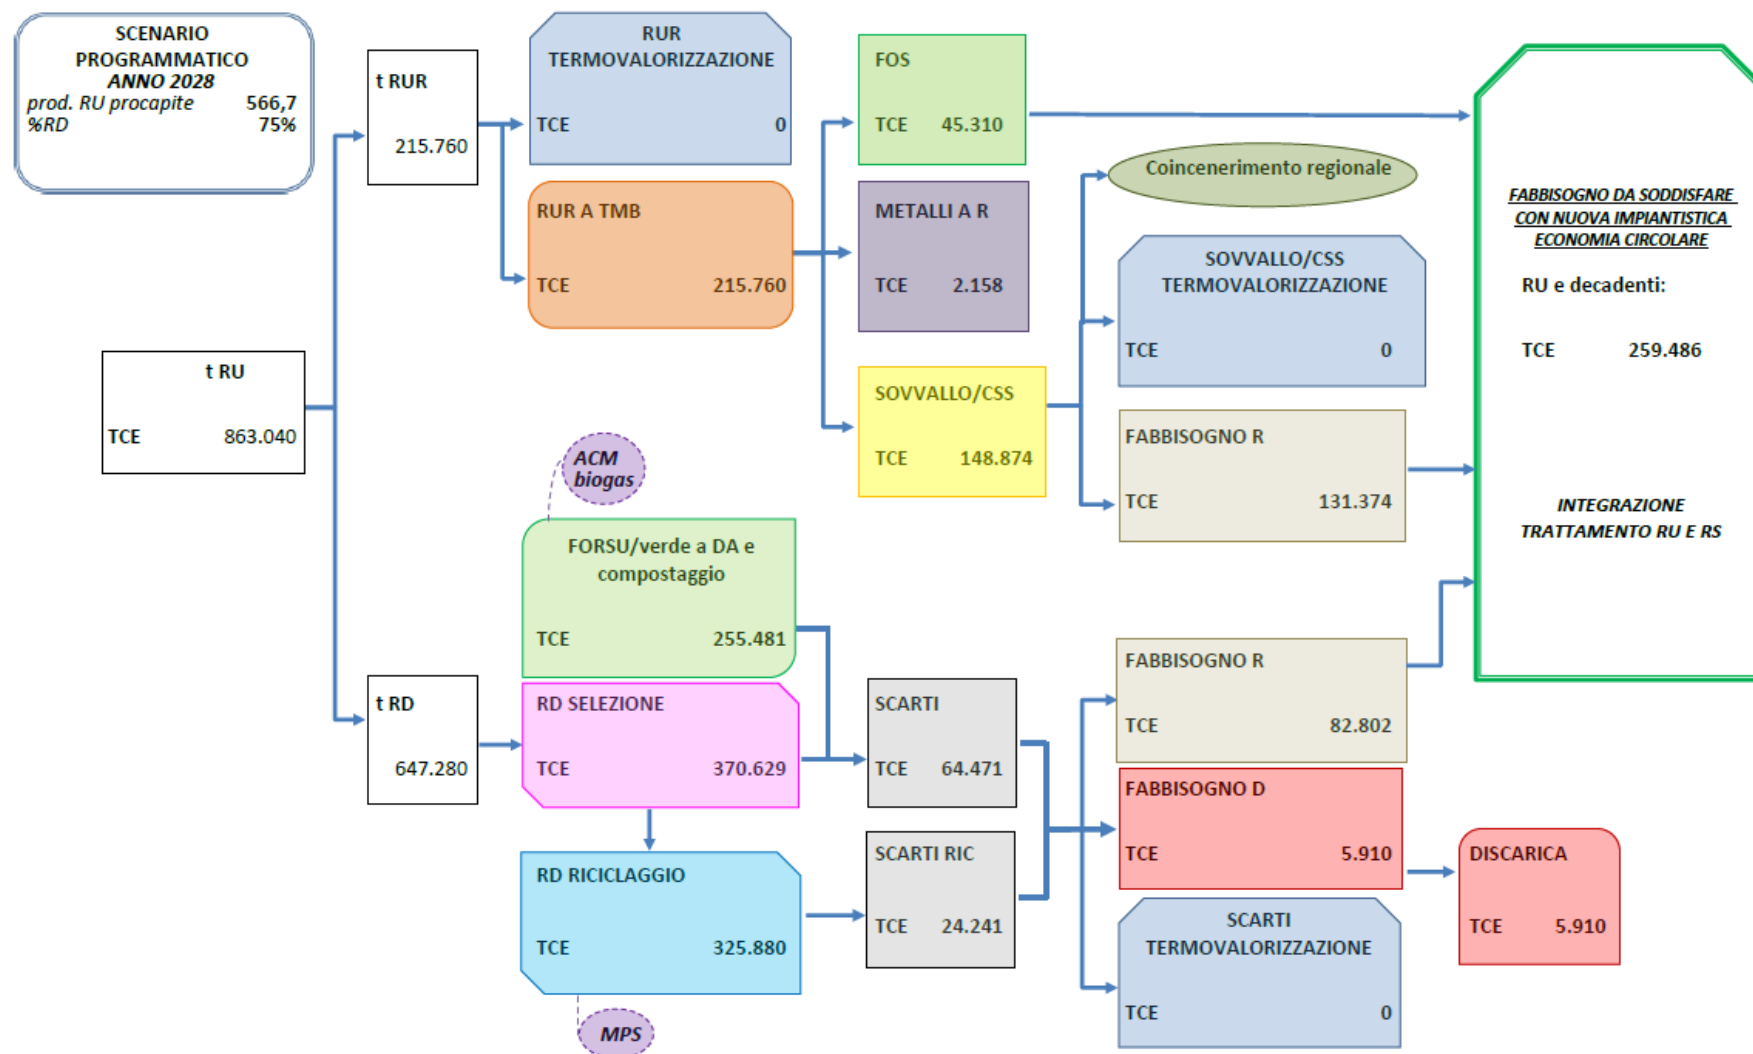 SCENARIO
PROGRAMMATICO
ANNO 2028
prod. RU procapite 566,7
%RD 75%
t RUR
215.760
RUR
TERMOVALORIZZAZIONE
TCE 0
RUR A TMB
TCE 215.760
FOS
TCE 45.310
METALLI A R
TCE 2.158
SOVVALLO/CSS
TCE 148.874
Coincenerimento regionale
SOVVALLO/CSS
TERMOVALORIZZAZIONE
TCE 0
FABBISOGNO R
TCE 131.374
FABBISOGNO DA SODDISFARE
CON NUOVA IMPIANTISTICA
ECONOMIA CIRCOLARE
RU e decadenti:
TCE 259.486
INTEGRAZIONE
TRATTAMENTO RU E RS
t RU
TCE 863.040
ACM
biogas
FORSU/verde a DA e
compostaggio
TCE 255.481
t RD
647.280
RD SELEZIONE
TCE 370.629
RD RICICLAGGIO
TCE 325.880
MPS
SCARTI
TCE 64.471
SCARTI RIC
TCE 24.241
FABBISOGNO R
TCE 82.802
FABBISOGNO D
TCE 5.910
SCARTI
TERMOVALORIZZAZIONE
TCE 0
DISCARICA
TCE 5.910